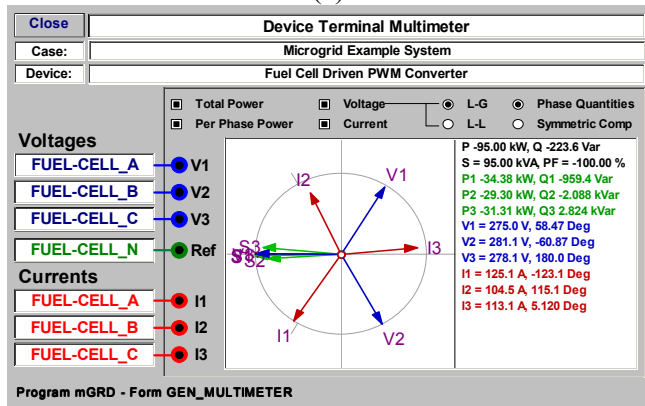 Close
Device Terminal Multimeter
Case:
Microgrid Example System
Device:
Fuel Cell Driven PWM Converter
Total Power
Voltage
L-G
Phase Quantities
Per Phase Power
Current
L-L
Symmetric Comp
Voltages
FUEL-CELL_A
V1
FUEL-CELL_B
V2
FUEL-CELL_C
V3
FUEL-CELL_N
Ref
Currents
FUEL-CELL_A
I1
FUEL-CELL_B
I2
FUEL-CELL_C
I3
I2
V1
S3
I3
S2
I1
V2
P -95.00 kW, Q -223.6 Var
S = 95.00 kVA, PF = -100.00 %
P1 -34.38 kW, Q1 -959.4 Var
P2 -29.30 kW, Q2 -2.088 kVar
P3 -31.31 kW, Q3 2.824 kVar
V1 = 275.0 V, 58.47 Deg
V2 = 281.1 V, -60.87 Deg
V3 = 278.1 V, 180.0 Deg
I1 = 125.1 A, -123.1 Deg
I2 = 104.5 A, 115.1 Deg
I3 = 113.1 A, 5.120 Deg
Program mGRD - Form GEN_MULTIMETER